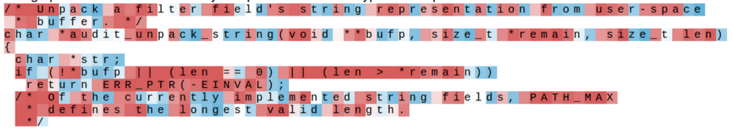 /* Unpack a filter field's string representation from user-space
 * buffer. */
char *audit_unpack_string(void **bufp, size_t *remain, size_t len)
{
  char *str;
  if (!*bufp || (len == 0) || (len > *remain))
    return ERR_PTR(-EINVAL);
  /* Of the currently implemented string fields, PATH_MAX
   * defines the longest valid length.
   */